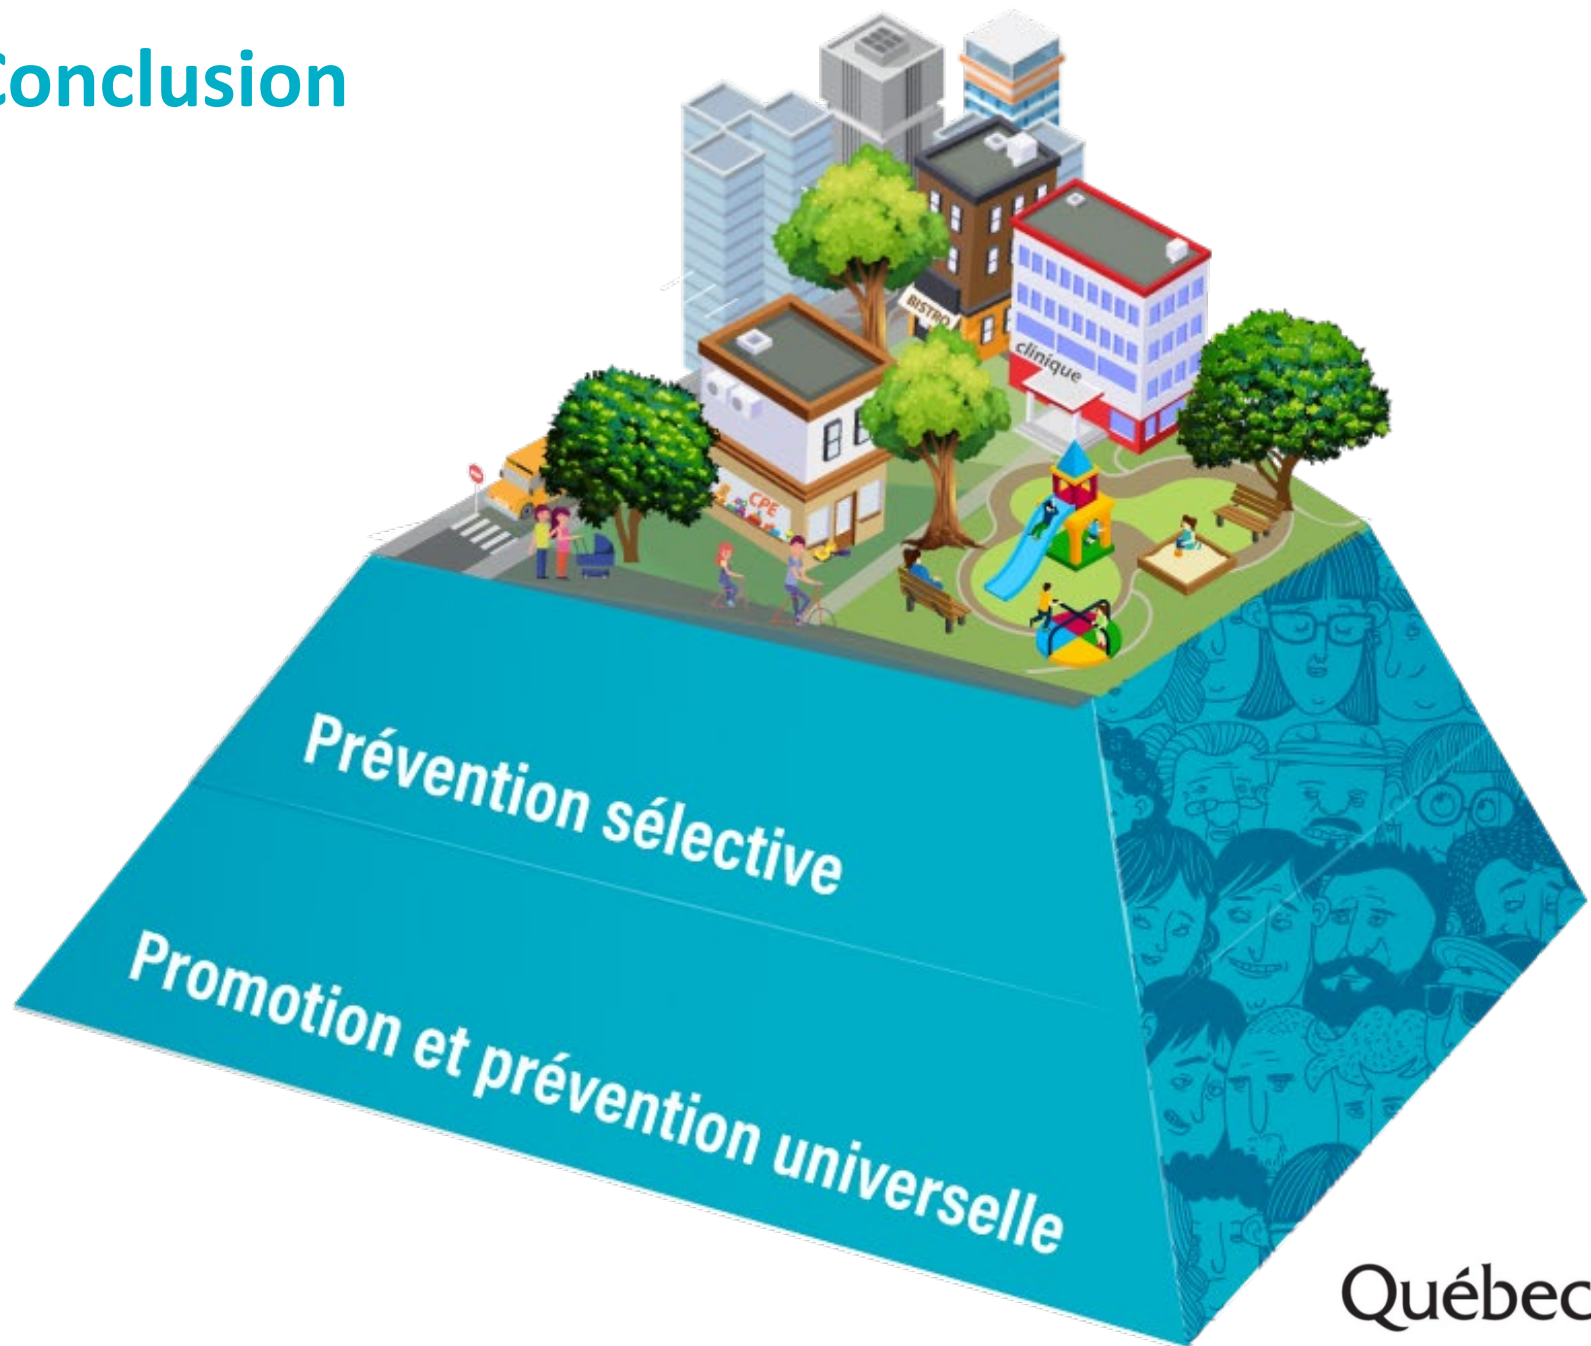 Conclusion
BISTRO
clinique
CPE
Prévention sélective
Promotion et prévention universelle
Québec